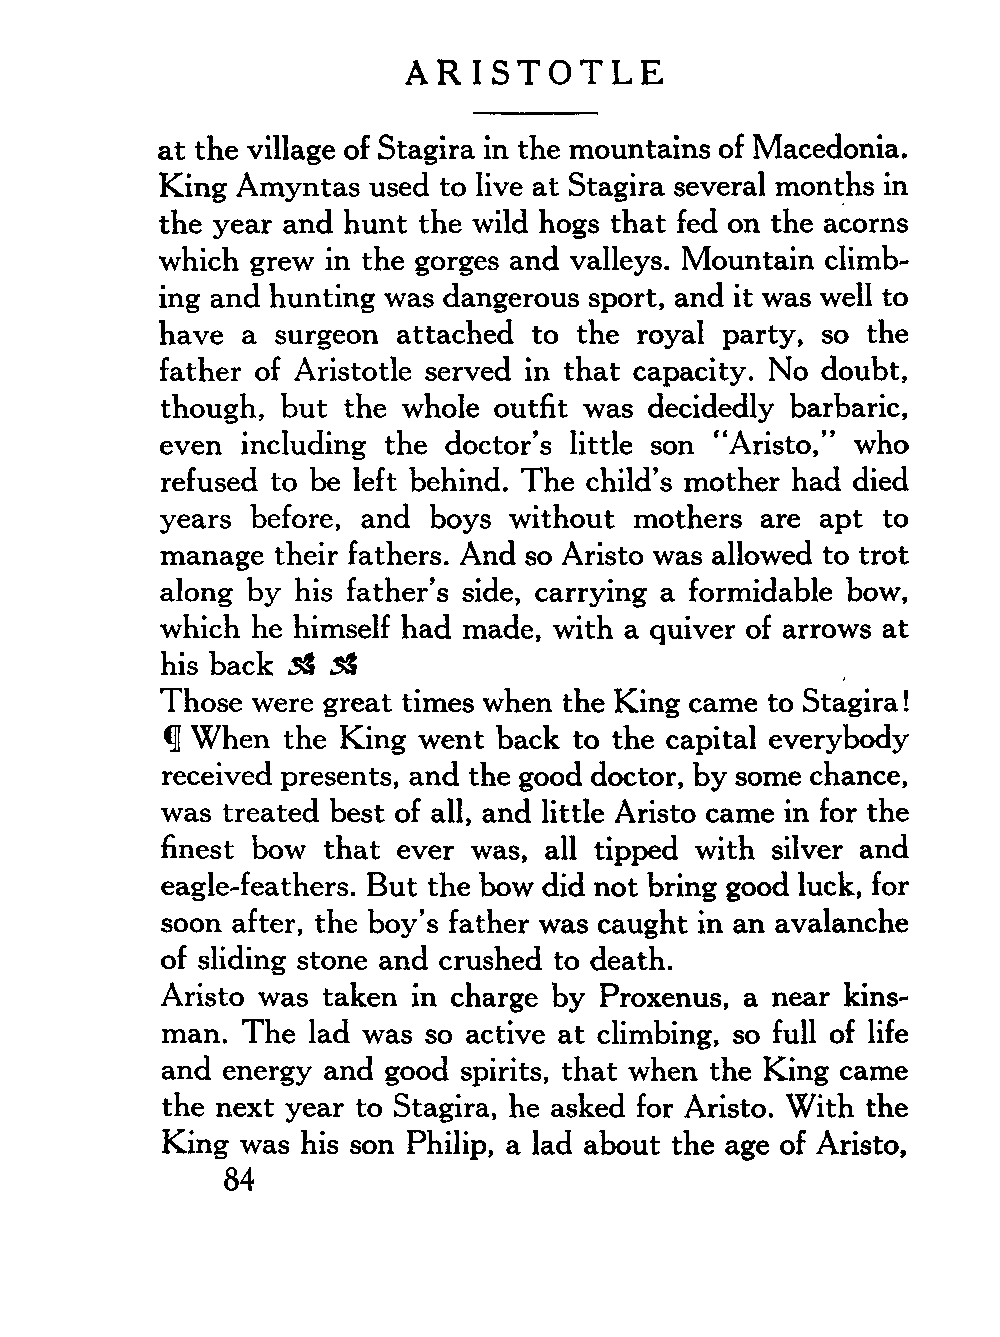 ARISTOTLE
at the village of Stagira in the mountains of Macedonia.
King Amyntas used to live at Stagira several months in
the year and hunt the wild hogs that fed on the acorns
which grew in the gorges and valleys. Mountain climb-
ing and hunting was dangerous sport, and it was well to
have a surgeon attached to the royal party, so the
father of Aristotle served in that capacity. No doubt,
though, but the whole outfit was decidedly barbaric,
even including the doctor's little son "Aristo," who
refused to be left behind. The child's mother had died
years before, and boys without mothers are apt to
manage their fathers. And so Aristo was allowed to trot
along by his father's side, carrying a formidable bow,
which he himself had made, with a quiver of arrows at
his back
Those were great times when the King came to Stagira!
¶ When the King went back to the capital everybody
received presents, and the good doctor, by some chance,
was treated best of all, and little Aristo came in for the
finest bow that ever was, all tipped with silver and
eagle-feathers. But the bow did not bring good luck, for
soon after, the boy's father was caught in an avalanche
of sliding stone and crushed to death.
Aristo was taken in charge by Proxenus, a near kins-
man. The lad was so active at climbing, so full of life
and energy and good spirits, that when the King came
the next year to Stagira, he asked for Aristo. With the
King was his son Philip, a lad about the age of Aristo,
84